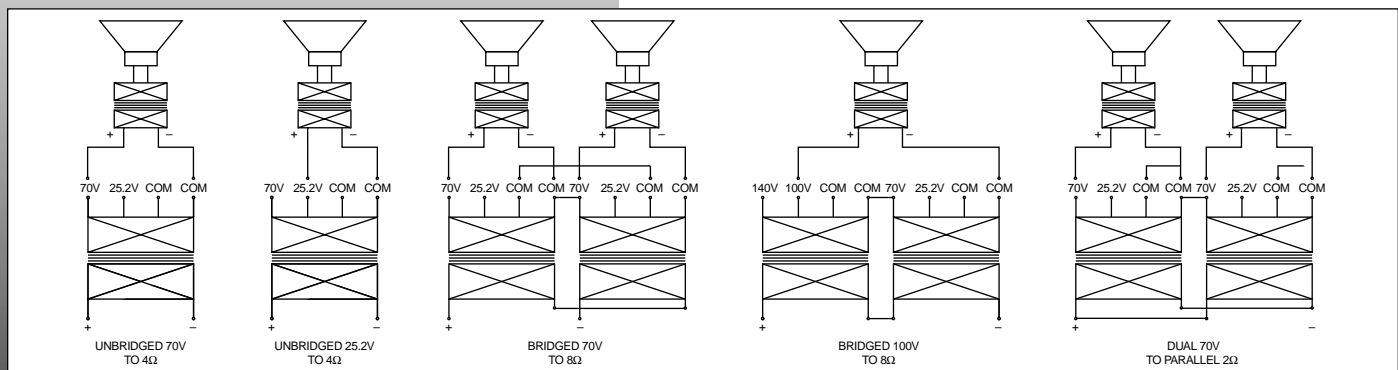 + − + − + − + − + − + − + −
70V 25.2V COM COM 70V 25.2V COM COM 70V 25.2V COM COM 70V 25.2V COM COM 140V 100V COM COM 70V 25.2V COM COM 70V 25.2V COM COM 70V 25.2V COM COM
+ − + − + − + − + −
UNBRIDGED 70V
TO 4Ω
UNBRIDGED 25.2V
TO 4Ω
BRIDGED 70V
TO 8Ω
BRIDGED 100V
TO 8Ω
DUAL 70V
TO PARALLEL 2Ω